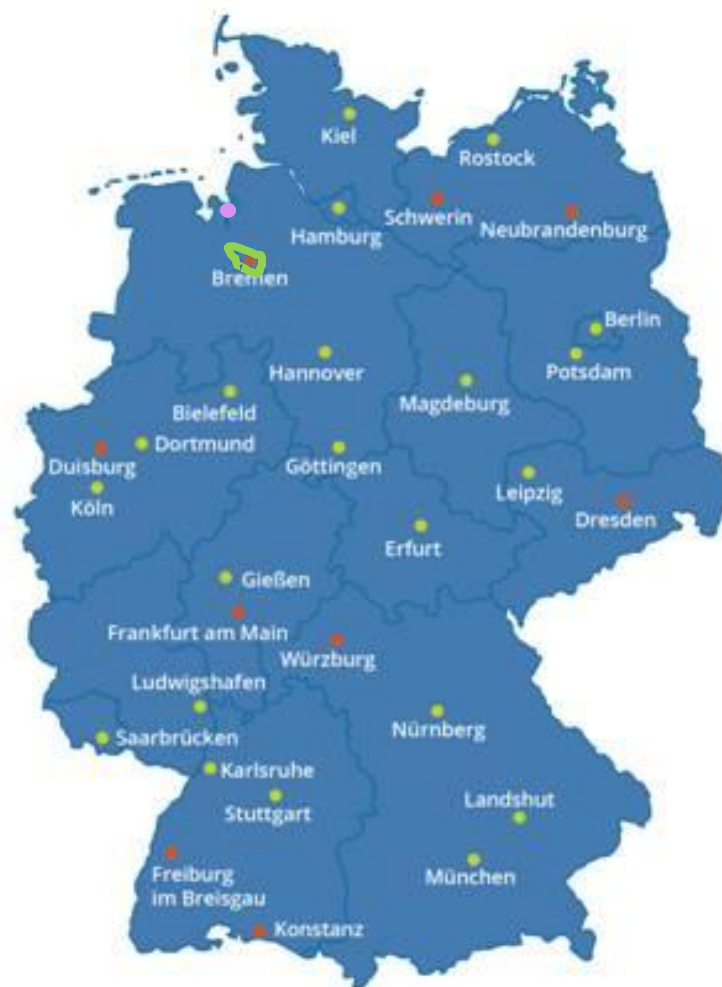 Kiel
Rostock
Schwerin
Hamburg
Neubrandenburg
Bremen
Berlin
Hannover
Potsdam
Magdeburg
Bielefeld
Dortmund
Duisburg
Göttingen
Leipzig
Köln
Dresden
Erfurt
Gießen
Frankfurt am Main
Würzburg
Ludwigshafen
Nürnberg
Saarbrücken
Karlsruhe
Landshut
Stuttgart
Freiburg
im Breisgau
München
Konstanz